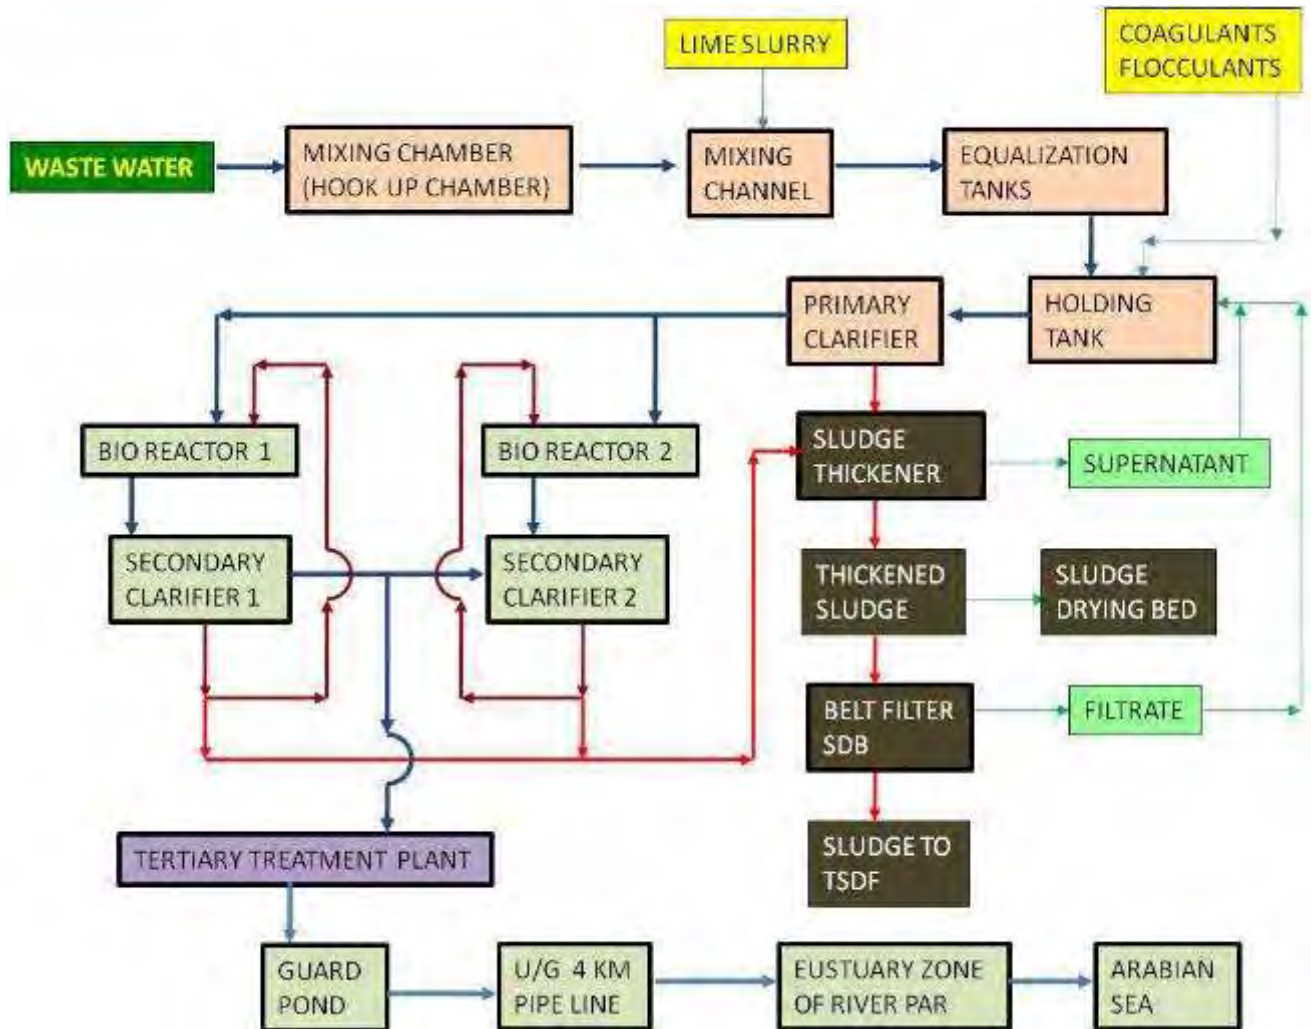 LIME SLURRY
COAGULANTS
FLOCCULANTS
WASTE WATER
MIXING CHAMBER
(HOOK UP CHAMBER)
MIXING
CHANNEL
EQUALIZATION
TANKS
PRIMARY
CLARIFIER
HOLDING
TANK
BIO REACTOR 1
BIO REACTOR 2
SLUDGE
THICKENER
SUPERNATANT
SECONDARY
CLARIFIER 1
SECONDARY
CLARIFIER 2
THICKENED
SLUDGE
SLUDGE
DRYING BED
BELT FILTER
SDB
FILTRATE
TERTIARY TREATMENT PLANT
SLUDGE TO
TSDF
GUARD
POND
U/G 4 KM
PIPE LINE
EUSTUARY ZONE
OF RIVER PAR
ARABIAN
SEA